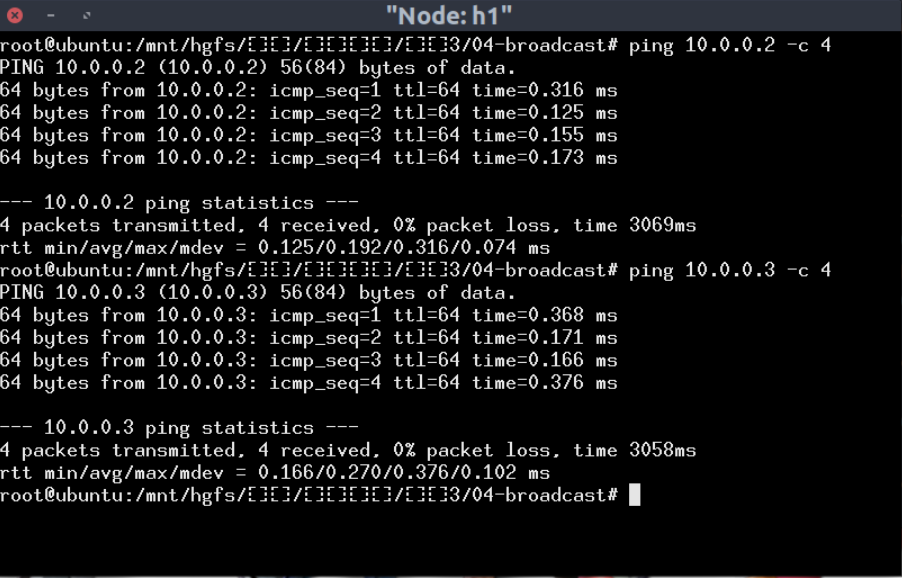 "Node: h1"
root@ubuntu:/mnt/hgfs/[][]/[][][][]/[][]3/04-broadcast# ping 10.0.0.2 -c 4
PING 10.0.0.2 (10.0.0.2) 56(84) bytes of data.
64 bytes from 10.0.0.2: icmp_seq=1 ttl=64 time=0.316 ms
64 bytes from 10.0.0.2: icmp_seq=2 ttl=64 time=0.125 ms
64 bytes from 10.0.0.2: icmp_seq=3 ttl=64 time=0.155 ms
64 bytes from 10.0.0.2: icmp_seq=4 ttl=64 time=0.173 ms
--- 10.0.0.2 ping statistics ---
4 packets transmitted, 4 received, 0% packet loss, time 3069ms
rtt min/avg/max/mdev = 0.125/0.192/0.316/0.074 ms
root@ubuntu:/mnt/hgfs/[][]/[][][][]/[][]3/04-broadcast# ping 10.0.0.3 -c 4
PING 10.0.0.3 (10.0.0.3) 56(84) bytes of data.
64 bytes from 10.0.0.3: icmp_seq=1 ttl=64 time=0.368 ms
64 bytes from 10.0.0.3: icmp_seq=2 ttl=64 time=0.171 ms
64 bytes from 10.0.0.3: icmp_seq=3 ttl=64 time=0.166 ms
64 bytes from 10.0.0.3: icmp_seq=4 ttl=64 time=0.376 ms
--- 10.0.0.3 ping statistics ---
4 packets transmitted, 4 received, 0% packet loss, time 3058ms
rtt min/avg/max/mdev = 0.166/0.270/0.376/0.102 ms
root@ubuntu:/mnt/hgfs/[][]/[][][][]/[][]3/04-broadcast#